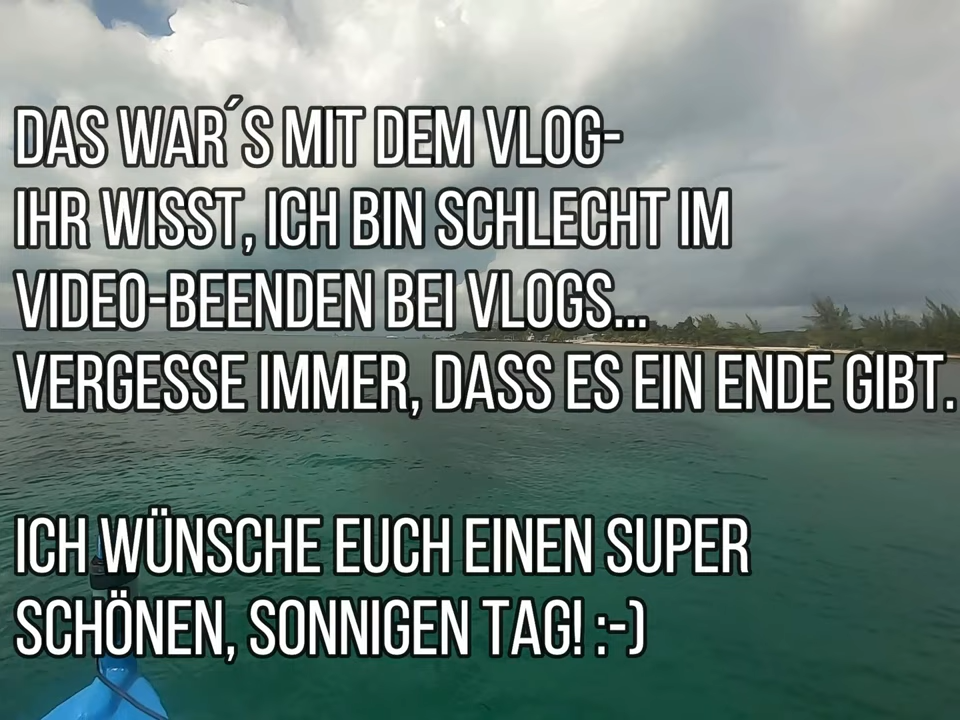 DAS WAR´S MIT DEM VLOG-
IHR WISST, ICH BIN SCHLECHT IM
VIDEO-BEENDEN BEI VLOGS...
VERGESSE IMMER, DASS ES EIN ENDE GIBT.
ICH WÜNSCHE EUCH EINEN SUPER
SCHÖNEN, SONNIGEN TAG! :-)